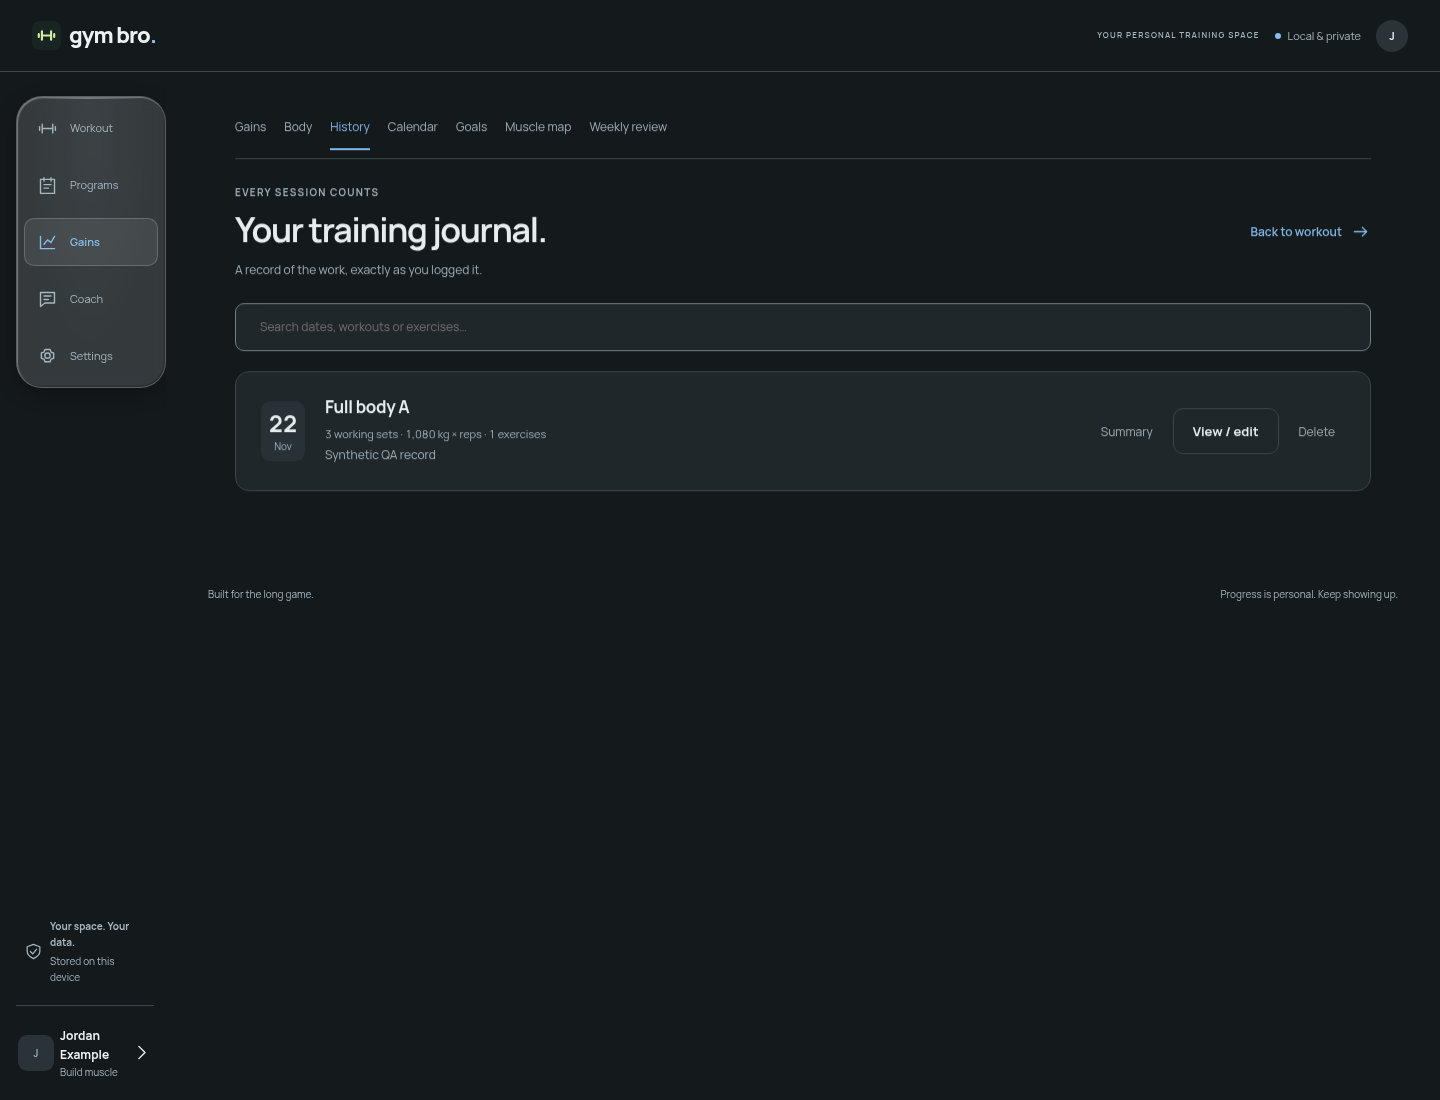 gym bro.
YOUR PERSONAL TRAINING SPACE
Local & private
J
Workout
Programs
Gains
Coach
Settings
Gains Body History Calendar Goals Muscle map Weekly review
EVERY SESSION COUNTS
Your training journal.
Back to workout
A record of the work, exactly as you logged it.
Search dates, workouts or exercises...
22
Nov
Full body A
3 working sets · 1,080 kg × reps · 1 exercises
Synthetic QA record
Summary
View / edit
Delete
Built for the long game.
Progress is personal. Keep showing up.
Your space. Your
data.
Stored on this
device
J
Jordan
Example
Build muscle